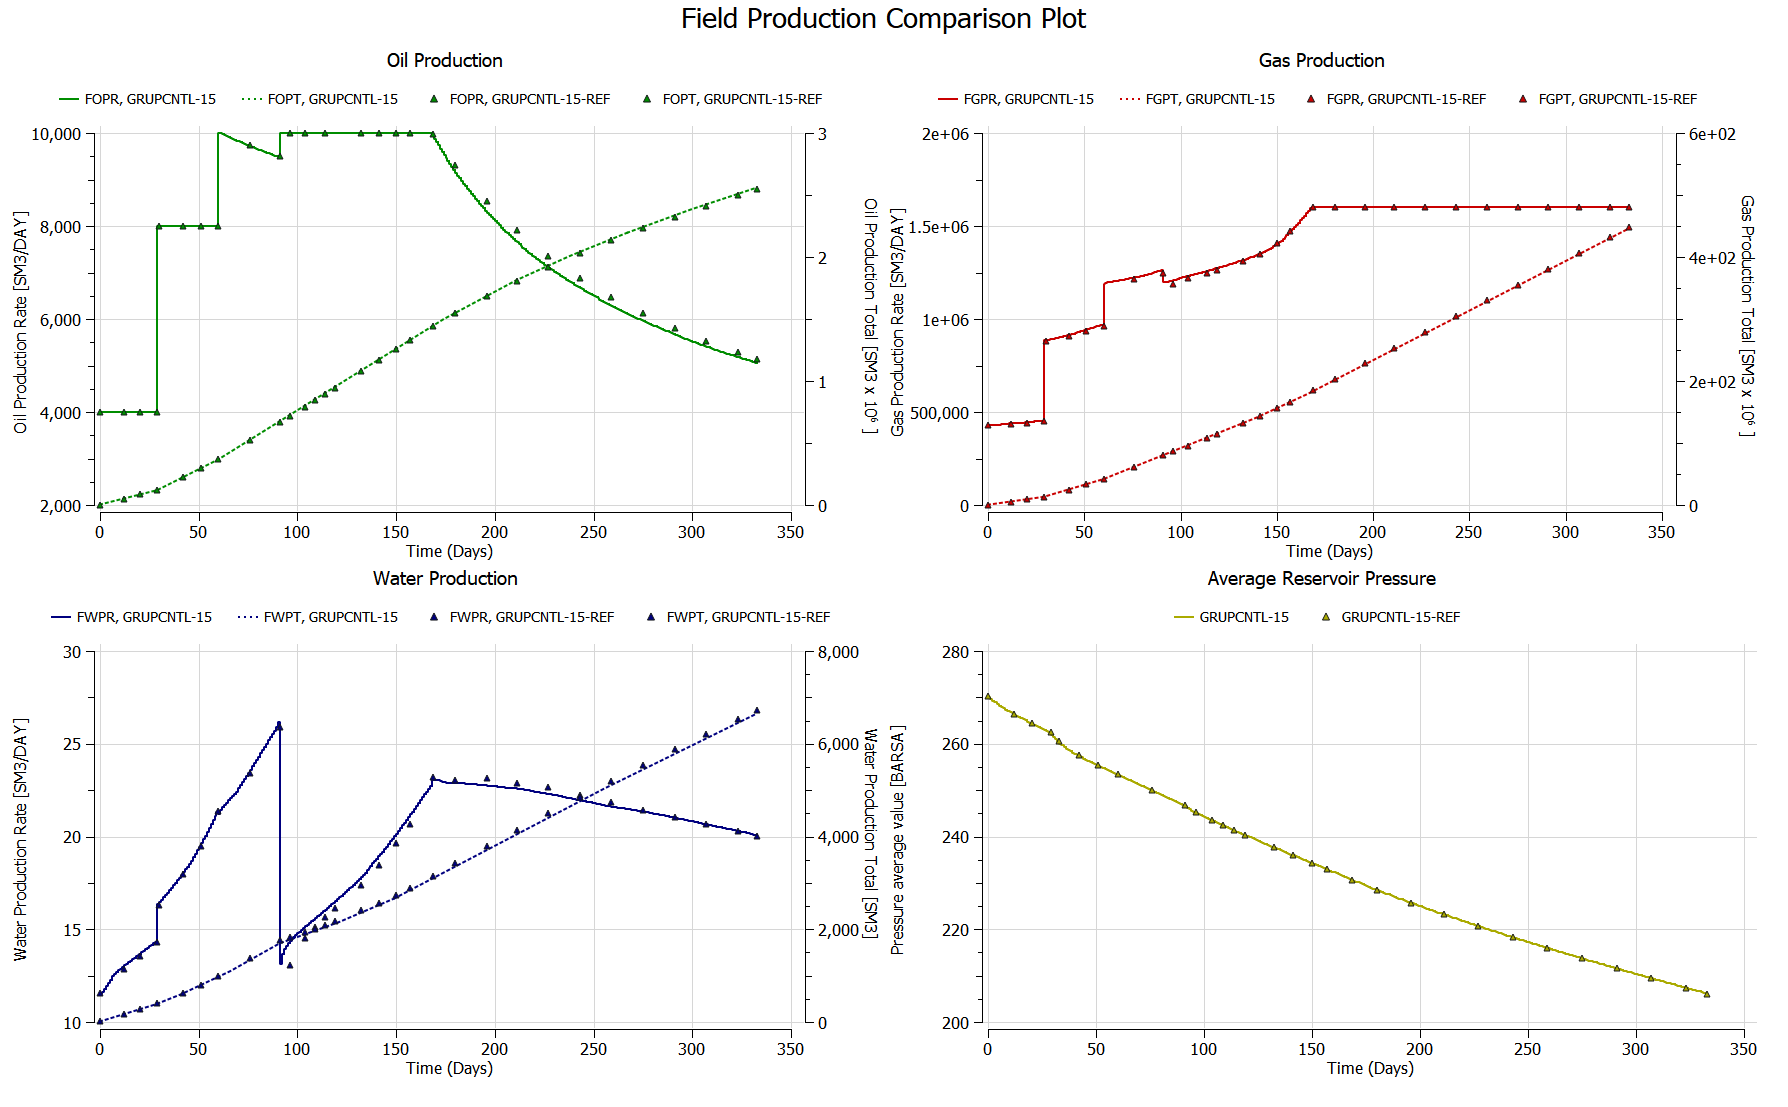 Field Production Comparison Plot
Oil Production
FOPR, GRUPCNTL-15 FOPT, GRUPCNTL-15 FOPR, GRUPCNTL-15-REF FOPT, GRUPCNTL-15-REF
10,000
8,000
6,000
4,000
2,000
Oil Production Rate [SM3/DAY]
3
2
1
0
Oil Production Total [SM3 x 10⁶ ]
0 50 100 150 200 250 300 350
Time (Days)
Gas Production
FGPR, GRUPCNTL-15 FGPT, GRUPCNTL-15 FGPR, GRUPCNTL-15-REF FGPT, GRUPCNTL-15-REF
2e+06
1.5e+06
1e+06
500,000
0
Gas Production Rate [SM3/DAY]
6e+02
4e+02
2e+02
0
Gas Production Total [SM3 x 10⁶ ]
0 50 100 150 200 250 300 350
Time (Days)
Water Production
FWPR, GRUPCNTL-15 FWPT, GRUPCNTL-15 FWPR, GRUPCNTL-15-REF FWPT, GRUPCNTL-15-REF
30
25
20
15
10
Water Production Rate [SM3/DAY]
8,000
6,000
4,000
2,000
0
Water Production Total [SM3]
0 50 100 150 200 250 300 350
Time (Days)
Average Reservoir Pressure
GRUPCNTL-15 GRUPCNTL-15-REF
280
260
240
220
200
Pressure average value [BARSA]
0 50 100 150 200 250 300 350
Time (Days)